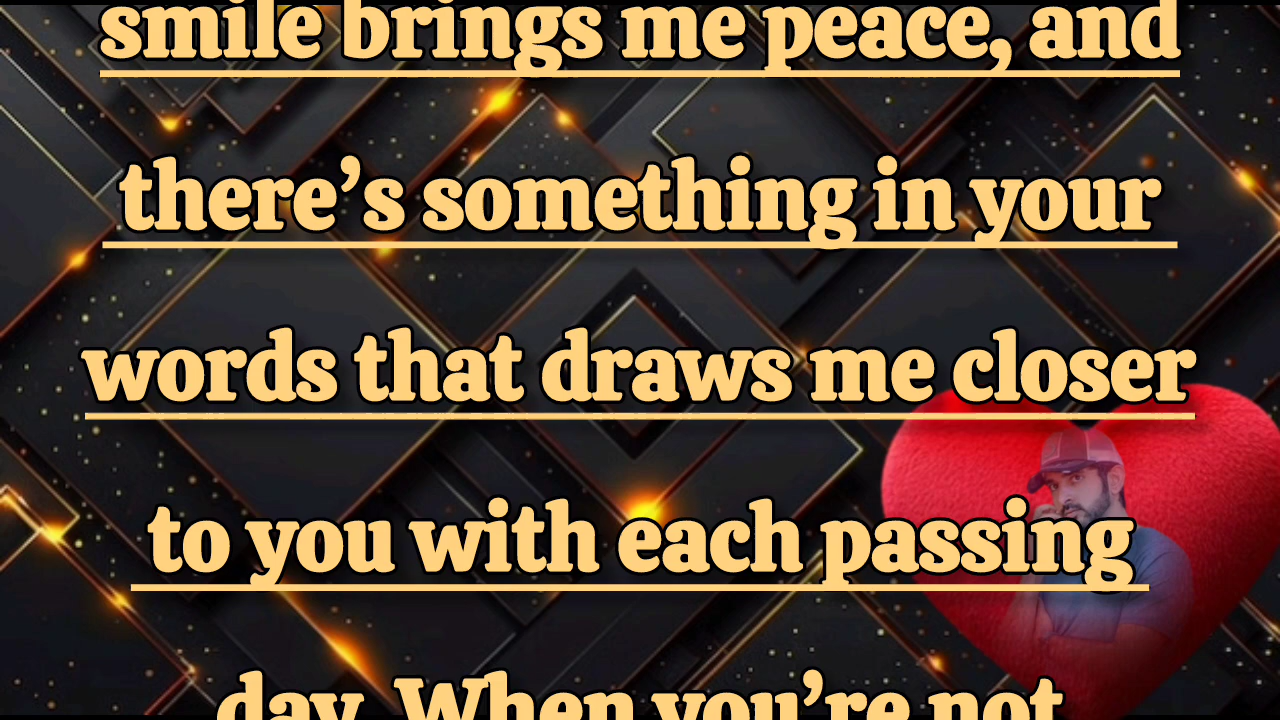 smile brings me peace, and
there’s something in your
words that draws me closer
to you with each passing
day. When you’re not